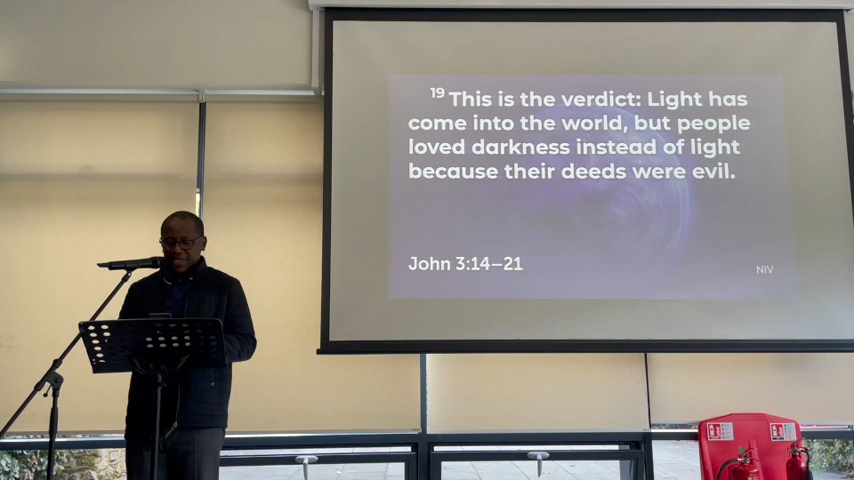 19 This is the verdict: Light has
come into the world, but people
loved darkness instead of light
because their deeds were evil.
John 3:14–21
NIV